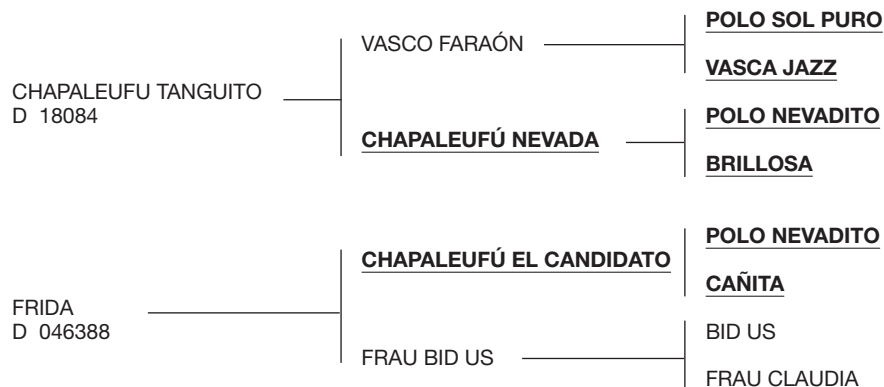 POLO SOL PURO
VASCO FARAÓN
VASCA JAZZ
CHAPALEUFU TANGUITO
D 18084
POLO NEVADITO
CHAPALEUFÚ NEVADA
BRILLOSA
POLO NEVADITO
CHAPALEUFÚ EL CANDIDATO
CAÑITA
FRIDA
D 046388
BID US
FRAU BID US
FRAU CLAUDIA